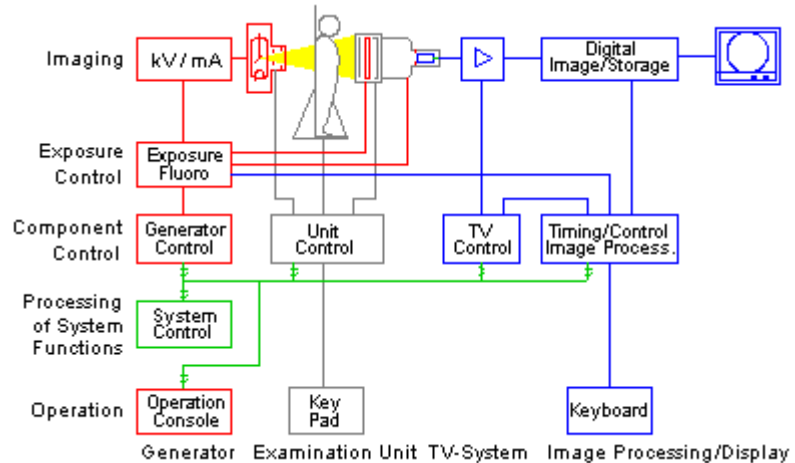 Imaging
kV / mA
Digital
Image/Storage
Exposure
Control
Exposure
Fluoro
Component
Control
Generator
Control
Unit
Control
TV
Control
Timing/Control
Image Process.
Processing
of System
Functions
System
Control
Operation
Operation
Console
Key
Pad
Keyboard
Generator
Examination Unit
TV-System
Image Processing/Display